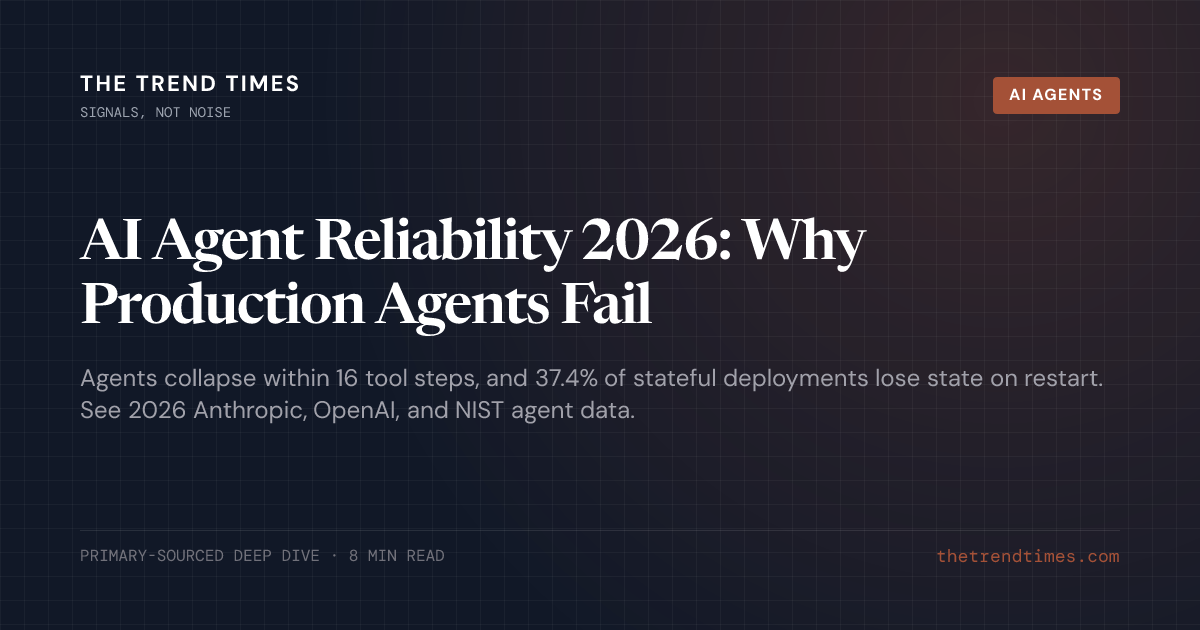 THE TREND TIMES
SIGNALS, NOT NOISE
AI AGENTS
AI Agent Reliability 2026: Why
Production Agents Fail
Agents collapse within 16 tool steps, and 37.4% of stateful deployments lose state on restart.
See 2026 Anthropic, OpenAI, and NIST agent data.
PRIMARY-SOURCED DEEP DIVE · 8 MIN READ
thetrendtimes.com